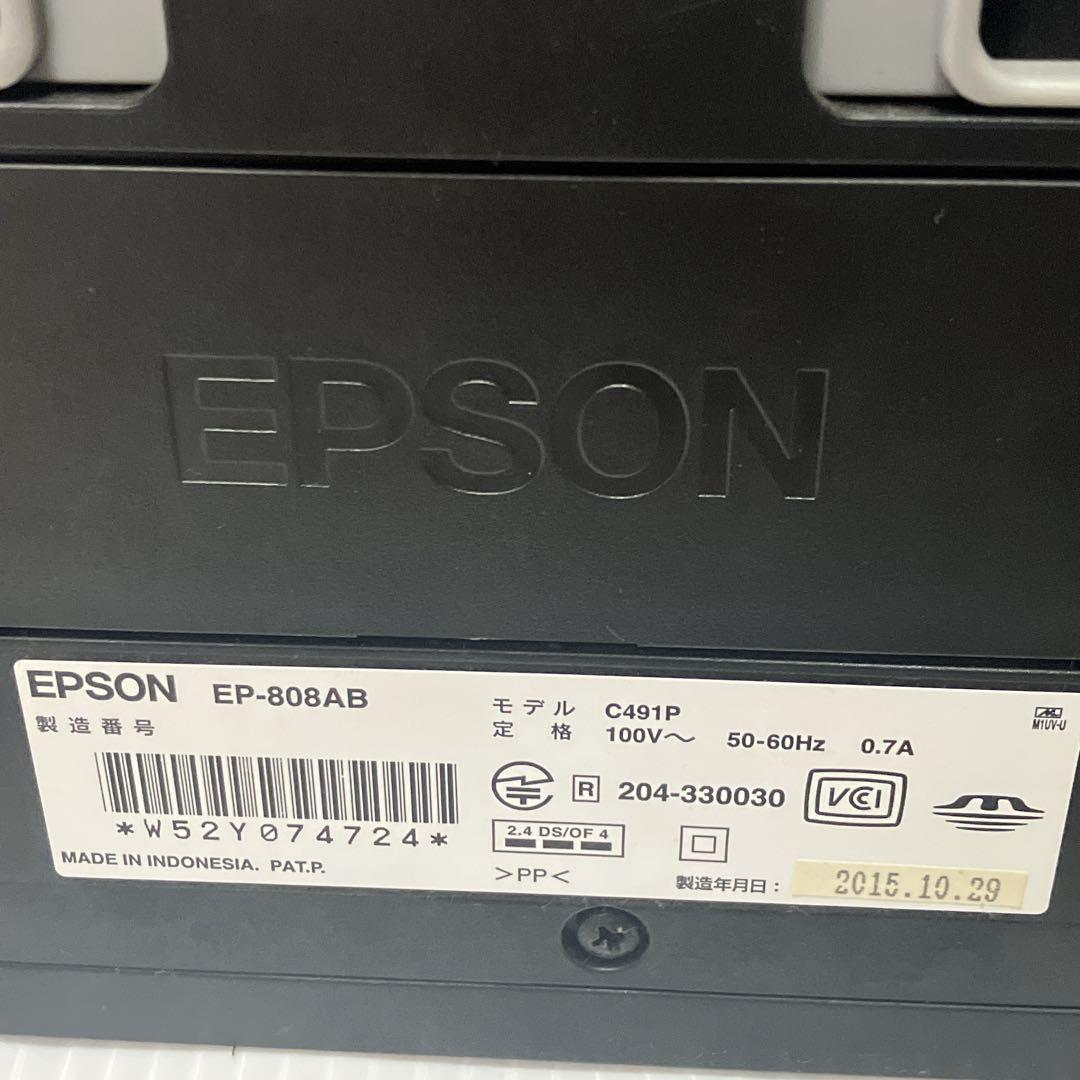 EPSON
EPSON EP-808AB
製造番号
*W52Y074724*
MADE IN INDONESIA. PAT.P.
モデル C491P
定格 100V～ 50-60Hz 0.7A
R 204-330030 VCCI
2.4 DS/OF 4
>PP<
製造年月日： 2015.10.29
M1UV-U